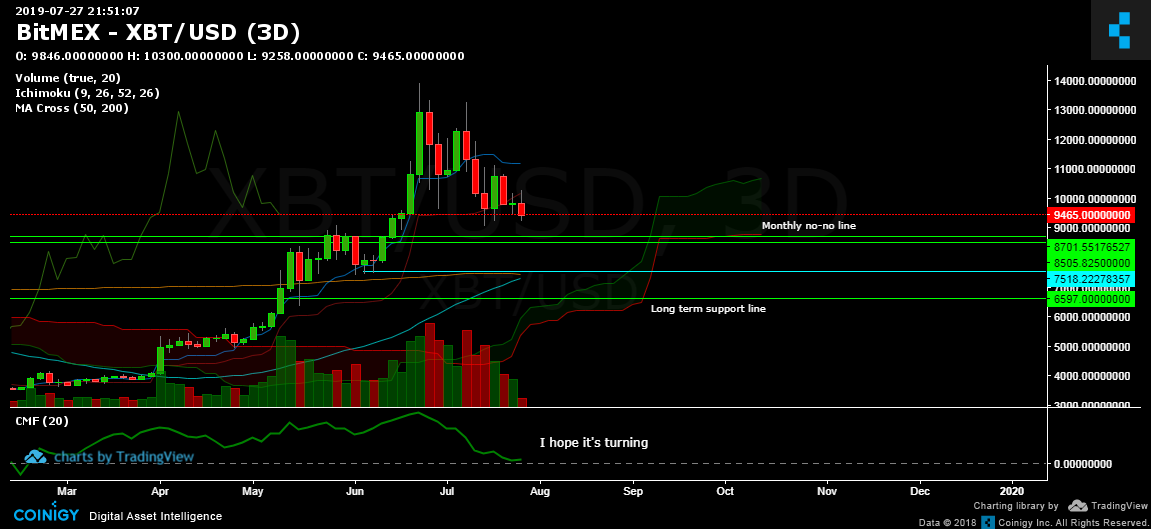 2019-07-27 21:51:07
BitMEX - XBT/USD (3D)
O: 9846.00000000 H: 10300.00000000 L: 9258.00000000 C: 9465.00000000
Volume (true, 20)
Ichimoku (9, 26, 52, 26)
MA Cross (50, 200)
XBT/USD, 3D
XBT/USD
14000.00000000
13000.00000000
12000.00000000
11000.00000000
10000.00000000
9465.00000000
9000.00000000
Monthly no-no line
8701.55176527
8505.82500000
7518.22278357
6597.00000000
Long term support line
6000.00000000
5000.00000000
4000.00000000
3000.00000000
CMF (20)
I hope it's turning
charts by TradingView
0.00000000
Mar Apr May Jun Jul Aug Sep Oct Nov Dec 2020
Charting library by TradingView
COINIGY Digital Asset Intelligence
Data © 2018 Coinigy Inc. All Rights Reserved.